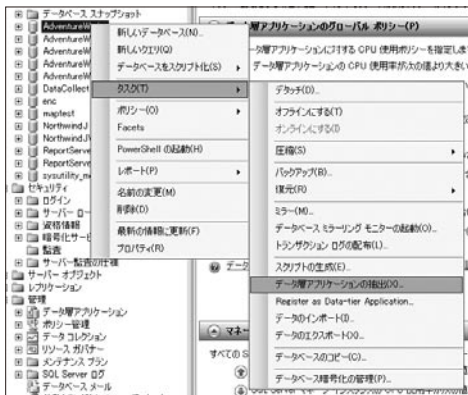 データベース スナップショット
AdventureW
AdventureW
AdventureW
AdventureW
AdventureW
DataCollect
enc
maptest
NorthwindJ
NorthwindJV
ReportServe
ReportServe
sysutility_m
セキュリティ
ログイン
サーバー ロー
資格情報
暗号化サービ
監査
サーバー監査の仕様
サーバー オブジェクト
レプリケーション
管理
データ層アプリケーション
ポリシー管理
データ コレクション
リソース ガバナー
メンテナンス プラン
SQL Server ログ
データベース メール
新しいデータベース(N)...
新しいクエリ(Q)
データベースをスクリプト化(S)
タスク(T)
ポリシー(O)
Facets
PowerShell の起動(H)
レポート(P)
名前の変更(M)
削除(D)
最新の情報に更新(F)
プロパティ(R)
層アプリケーションのグローバル ポリシー(P)
ータ層アプリケーションに対する CPU 使用ポリシーを指定しま
データ層アプリケーションの CPU 使用率が次の値より大きい
デタッチ(D)...
オフラインにする(T)
オンラインにする(I)
圧縮(S)
バックアップ(B)...
復元(R)
ミラー(M)...
データベース ミラーリング モニターの起動(O)...
トランザクション ログの配布(L)...
スクリプトの生成(E)...
データ層アプリケーションの抽出(X)...
Register as Data-tier Application...
データのインポート(I)...
データのエクスポート(X)...
データベースのコピー(C)...
データベース暗号化の管理(P)...
データ
マネー
すべての S